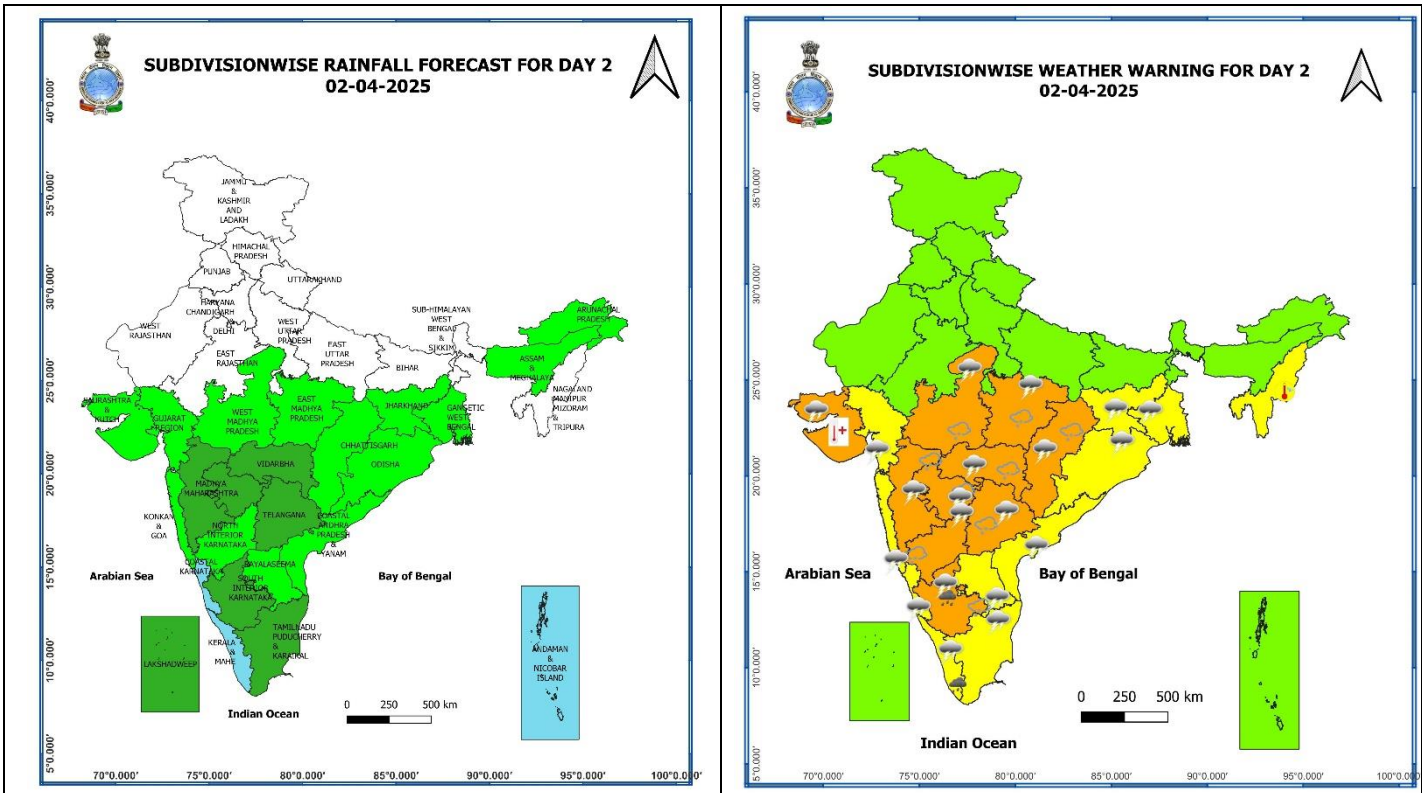 SUBDIVISIONWISE RAINFALL FORECAST FOR DAY 2
02-04-2025
40°0.000'
35°0.000'
30°0.000'
25°0.000'
20°0.000'
15°0.000'
10°0.000'
5°0.000'
JAMMU
&
KASHMIR
AND
LADAKH
HIMACHAL
PRADESH
PUNJAB
UTTARAKHAND
HARYANA
CHANDIGARH
&
DELHI
WEST
RAJASTHAN
WEST
UTTAR
PRADESH
SUB-HIMALAYAN
WEST
BENGAL
&
SIKKIM
ARUNACHAL
PRADESH
EAST
RAJASTHAN
EAST
UTTAR
PRADESH
BIHAR
ASSAM
&
MEGHALAYA
NAGALAND
MANIPUR
MIZORAM
&
TRIPURA
SAURASHTRA
&
KUTCH
GUJARAT
REGION
WEST
MADHYA
PRADESH
EAST
MADHYA
PRADESH
JHARKHAND
GANGETIC
WEST
BENGAL
CHHATTISGARH
ODISHA
VIDARBHA
MADHYA
MAHARASHTRA
TELANGANA
KONKAN
&
GOA
NORTH
INTERIOR
KARNATAKA
COASTAL
ANDHRA
PRADESH
&
YANAM
COASTAL
KARNATAKA
RAYALASEEMA
SOUTH
INTERIOR
KARNATAKA
Arabian Sea
Bay of Bengal
LAKSHADWEEP
KERALA
&
MAHE
TAMILNADU
PUDUCHERRY
&
KARAIKAL
ANDAMAN
&
NICOBAR
ISLAND
Indian Ocean
0 250 500 km
70°0.000' 75°0.000' 80°0.000' 85°0.000' 90°0.000' 95°0.000' 100°0.000'
SUBDIVISIONWISE WEATHER WARNING FOR DAY 2
02-04-2025
40°0.000'
35°0.000'
30°0.000'
25°0.000'
20°0.000'
15°0.000'
10°0.000'
5°0.000'
Arabian Sea
Bay of Bengal
0 250 500 km
Indian Ocean
70°0.000' 75°0.000' 80°0.000' 85°0.000' 90°0.000' 95°0.000' 100°0.000'